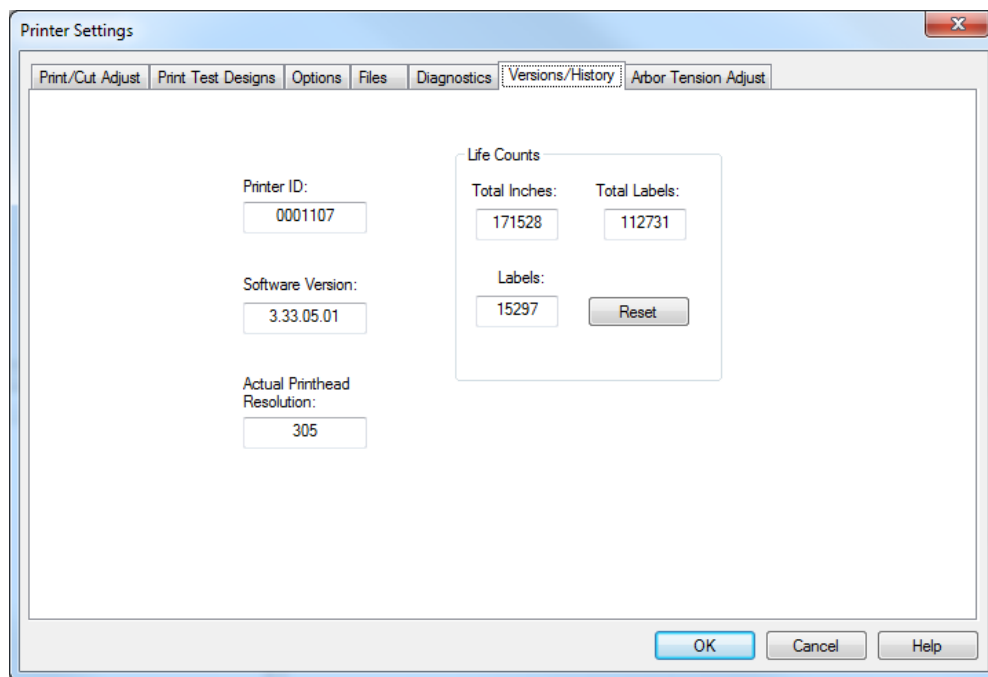 Printer Settings
Print/Cut Adjust Print Test Designs Options Files Diagnostics Versions/History Arbor Tension Adjust
Printer ID:
0001107
Software Version:
3.33.05.01
Actual Printhead
Resolution:
305
Life Counts
Total Inches: Total Labels:
171528 112731
Labels:
15297 Reset
OK Cancel Help